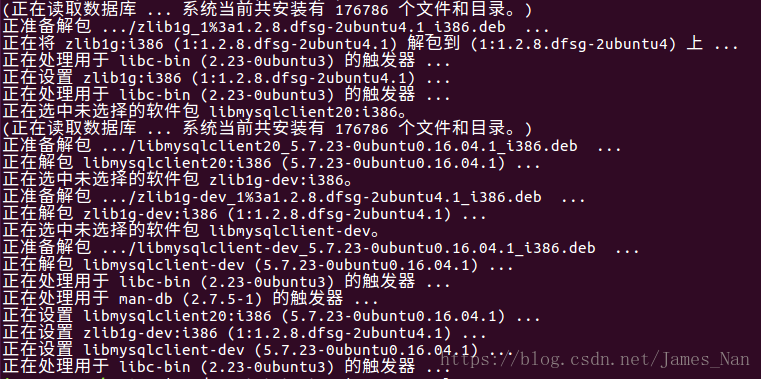 (正在读取数据库 ... 系统当前共安装有 176786 个文件和目录。)
正准备解包 .../zlib1g_1%3a1.2.8.dfsg-2ubuntu4.1_i386.deb  ...
正在将 zlib1g:i386 (1:1.2.8.dfsg-2ubuntu4.1) 解包到 (1:1.2.8.dfsg-2ubuntu4) 上 ...
正在处理用于 libc-bin (2.23-0ubuntu3) 的触发器 ...
正在设置 zlib1g:i386 (1:1.2.8.dfsg-2ubuntu4.1) ...
正在处理用于 libc-bin (2.23-0ubuntu3) 的触发器 ...
正在选中未选择的软件包 libmysqlclient20:i386。
(正在读取数据库 ... 系统当前共安装有 176786 个文件和目录。)
正准备解包 .../libmysqlclient20_5.7.23-0ubuntu0.16.04.1_i386.deb  ...
正在解包 libmysqlclient20:i386 (5.7.23-0ubuntu0.16.04.1) ...
正在选中未选择的软件包 zlib1g-dev:i386。
正准备解包 .../zlib1g-dev_1%3a1.2.8.dfsg-2ubuntu4.1_i386.deb  ...
正在解包 zlib1g-dev:i386 (1:1.2.8.dfsg-2ubuntu4.1) ...
正在选中未选择的软件包 libmysqlclient-dev。
正准备解包 .../libmysqlclient-dev_5.7.23-0ubuntu0.16.04.1_i386.deb  ...
正在解包 libmysqlclient-dev (5.7.23-0ubuntu0.16.04.1) ...
正在处理用于 libc-bin (2.23-0ubuntu3) 的触发器 ...
正在处理用于 man-db (2.7.5-1) 的触发器 ...
正在设置 libmysqlclient20:i386 (5.7.23-0ubuntu0.16.04.1) ...
正在设置 zlib1g-dev:i386 (1:1.2.8.dfsg-2ubuntu4.1) ...
正在设置 libmysqlclient-dev (5.7.23-0ubuntu0.16.04.1) ...
正在处理用于 libc-bin (2.23-0ubuntu3) 的触发器 ...
https://blog.csdn.net/James_Nan